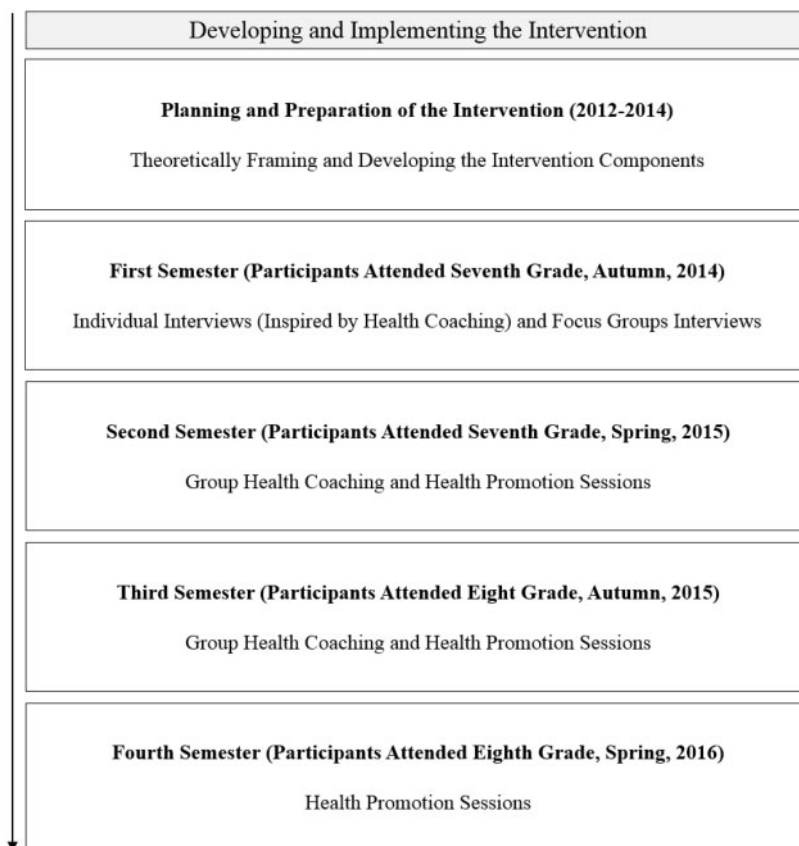 Developing and Implementing the Intervention
Planning and Preparation of the Intervention (2012-2014)
Theoretically Framing and Developing the Intervention Components
First Semester (Participants Attended Seventh Grade, Autumn, 2014)
Individual Interviews (Inspired by Health Coaching) and Focus Groups Interviews
Second Semester (Participants Attended Seventh Grade, Spring, 2015)
Group Health Coaching and Health Promotion Sessions
Third Semester (Participants Attended Eight Grade, Autumn, 2015)
Group Health Coaching and Health Promotion Sessions
Fourth Semester (Participants Attended Eighth Grade, Spring, 2016)
Health Promotion Sessions